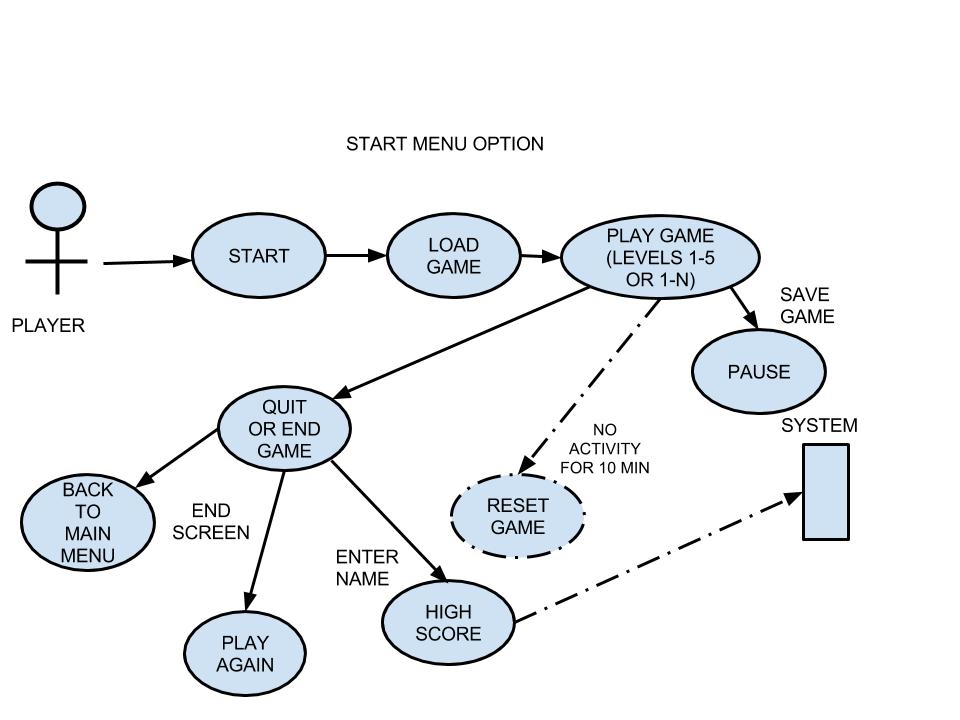 START MENU OPTION
PLAYER
START
LOAD
GAME
PLAY GAME
(LEVELS 1-5
OR 1-N)
SAVE
GAME
PAUSE
SYSTEM
QUIT
OR END
GAME
NO
ACTIVITY
FOR 10 MIN
RESET
GAME
BACK
TO
MAIN
MENU
END
SCREEN
ENTER
NAME
HIGH
SCORE
PLAY
AGAIN